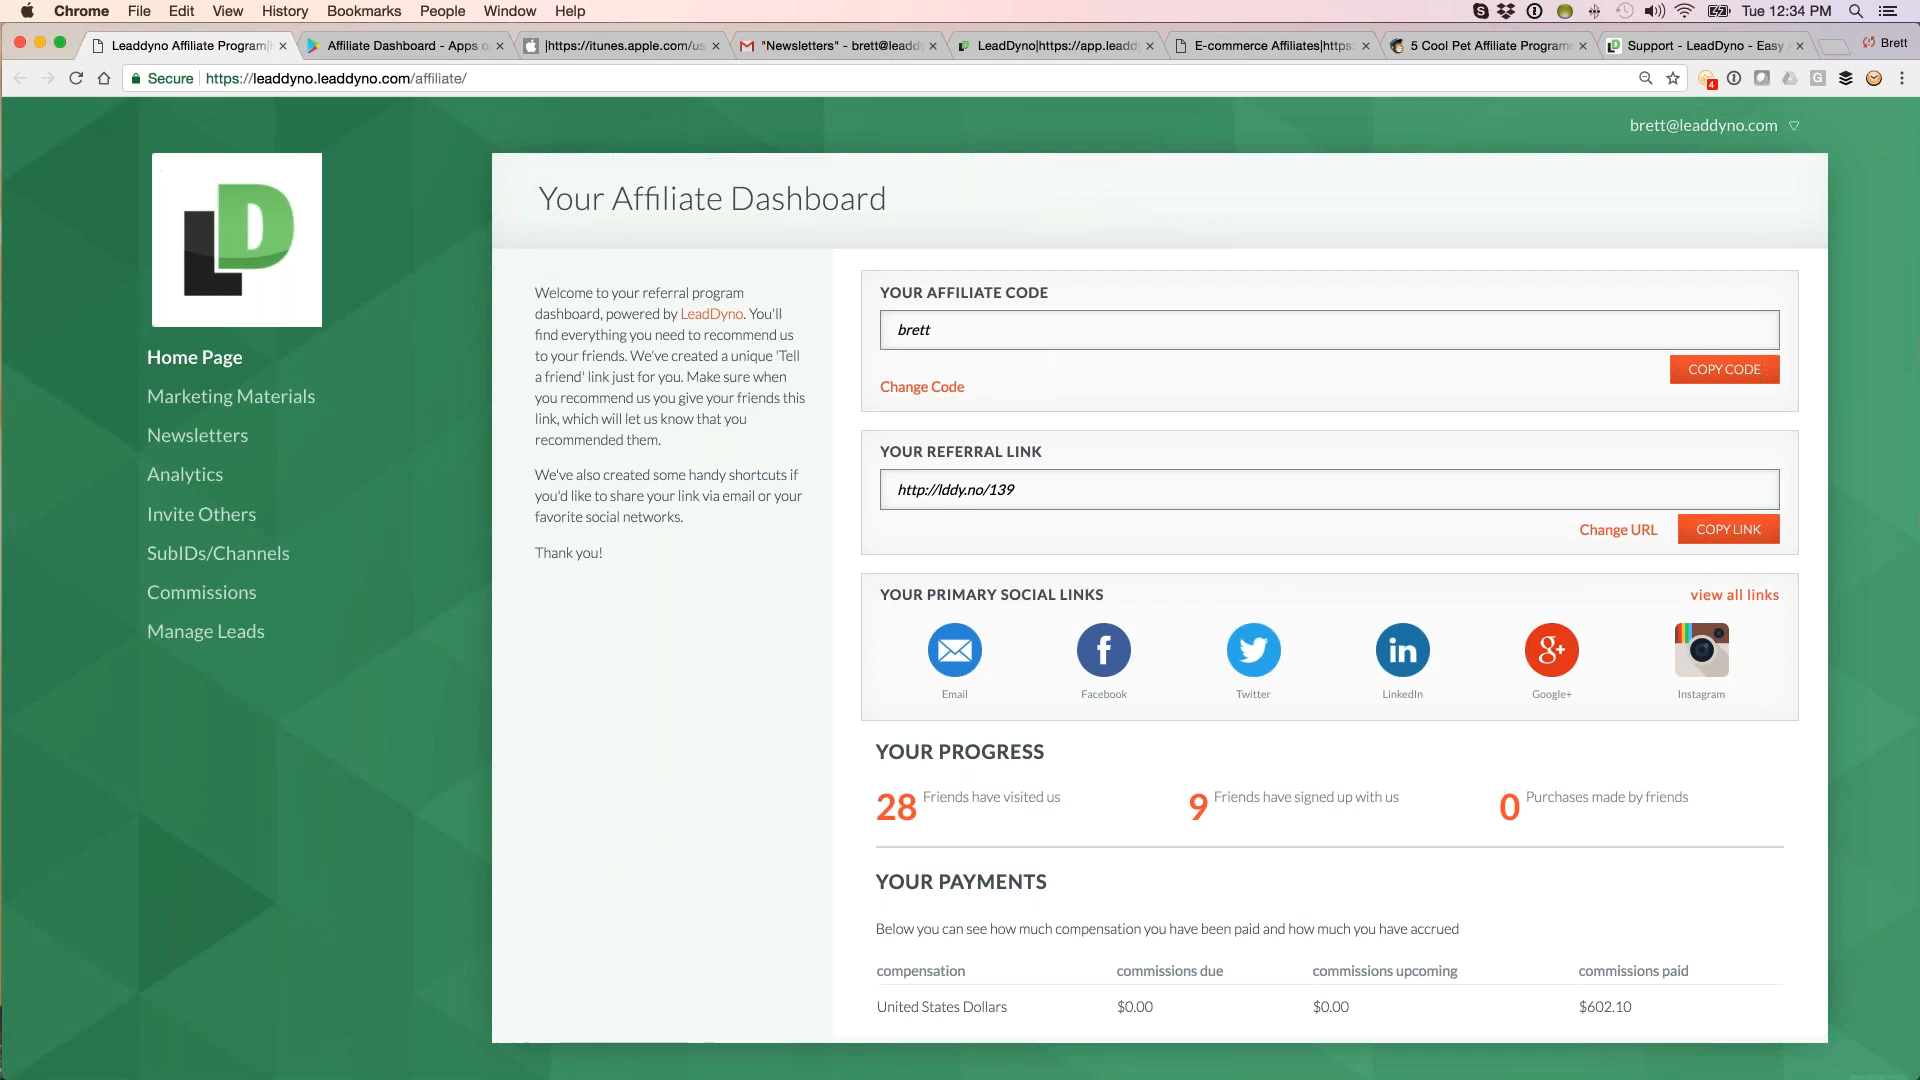 Chrome File Edit View History Bookmarks People Window Help
Tue 12:34 PM
Leaddyno Affiliate Program
Affiliate Dashboard - Apps o
|https://itunes.apple.com/us
"Newsletters" - brett@leadd
LeadDyno|https://app.leadd
E-commerce Affiliates|https
5 Cool Pet Affiliate Program
Support - LeadDyno - Easy
Brett
Secure https://leaddyno.leaddyno.com/affiliate/
4
brett@leaddyno.com
LD
Home Page
Marketing Materials
Newsletters
Analytics
Invite Others
SubIDs/Channels
Commissions
Manage Leads
Your Affiliate Dashboard
Welcome to your referral program
dashboard, powered by LeadDyno. You'll
find everything you need to recommend us
to your friends. We've created a unique 'Tell
a friend' link just for you. Make sure when
you recommend us you give your friends this
link, which will let us know that you
recommended them.
We've also created some handy shortcuts if
you'd like to share your link via email or your
favorite social networks.
Thank you!
YOUR AFFILIATE CODE
brett
COPY CODE
Change Code
YOUR REFERRAL LINK
http://lddy.no/139
Change URL COPY LINK
YOUR PRIMARY SOCIAL LINKS view all links
Email Facebook Twitter LinkedIn Google+ Instagram
YOUR PROGRESS
28 Friends have visited us 9 Friends have signed up with us 0 Purchases made by friends
YOUR PAYMENTS
Below you can see how much compensation you have been paid and how much you have accrued
compensation commissions due commissions upcoming commissions paid
United States Dollars $0.00 $0.00 $602.10